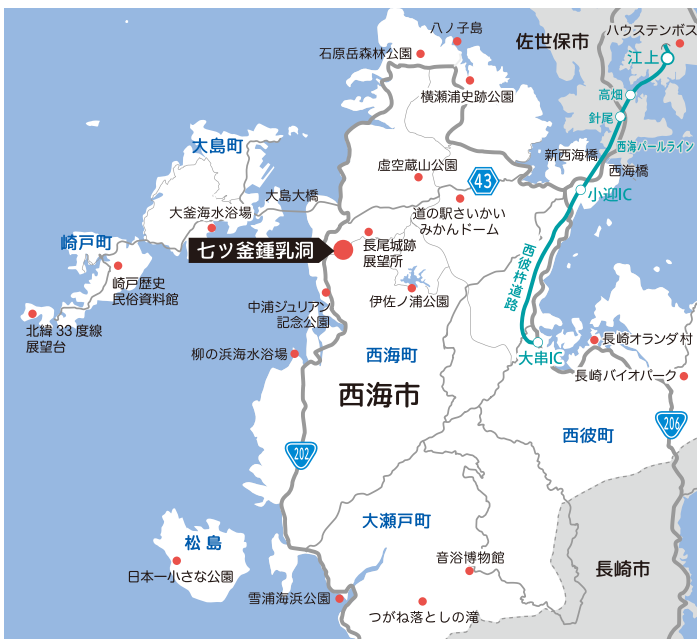 八ノ子島
ハウステンボス
佐世保市
石原岳森林公園
江上
高畑
横瀬浦史跡公園
針尾
大島町
西海パールライン
新西海橋
虚空蔵山公園
西海橋
43
大島大橋
小迎IC
道の駅さいかい
みかんドーム
大釜海水浴場
崎戸町
七ツ釜鍾乳洞
長尾城跡
展望所
西彼杵道路
崎戸歴史
民俗資料館
伊佐ノ浦公園
中浦ジュリアン
記念公園
北緯33度線
展望台
長崎オランダ村
柳の浜海水浴場
西海町
大串IC
長崎バイオパーク
西海市
206
西彼町
202
大瀬戸町
松島
音浴博物館
長崎市
日本一小さな公園
雪浦海浜公園
つがね落としの滝